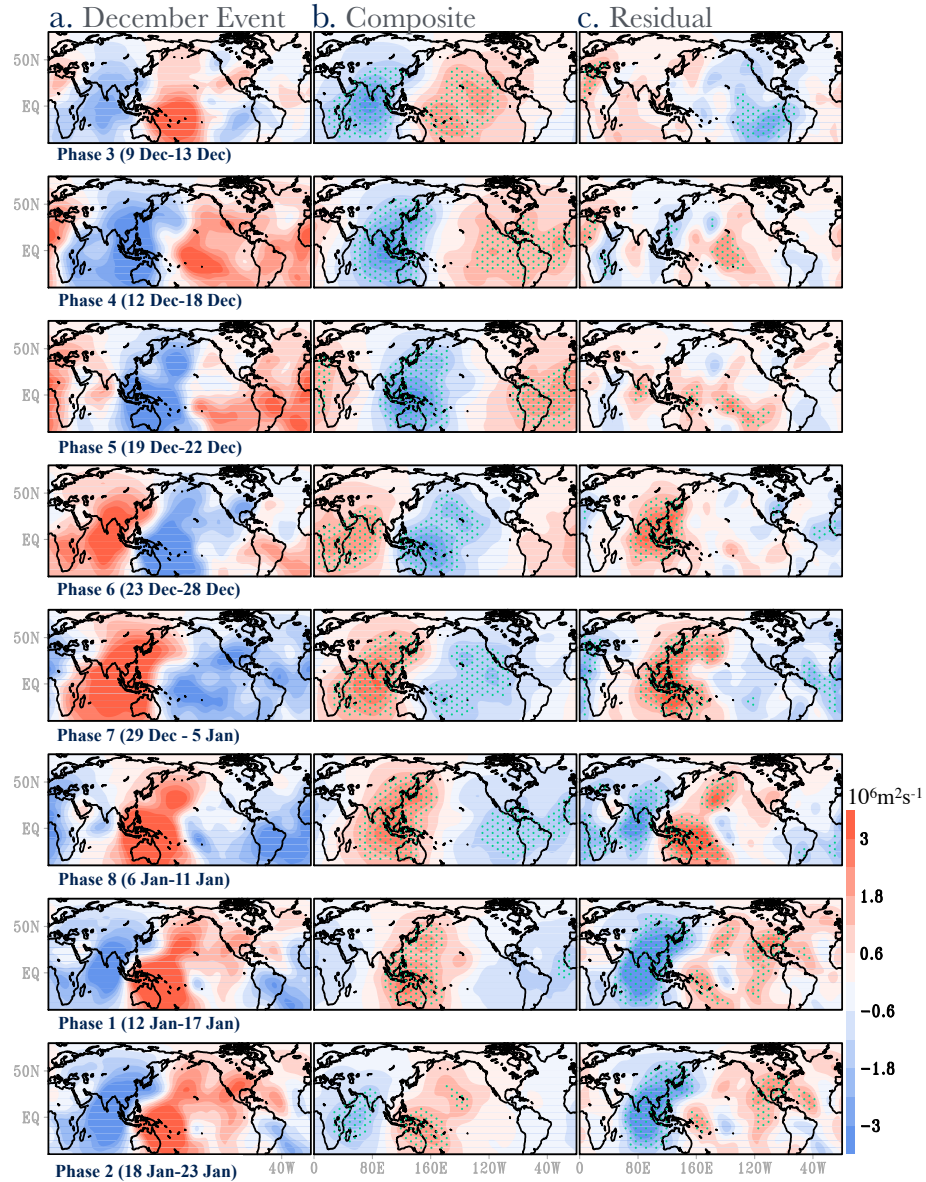 a. December Event b. Composite c. Residual
50N
EQ
Phase 3 (9 Dec-13 Dec)
50N
EQ
Phase 4 (12 Dec-18 Dec)
50N
EQ
Phase 5 (19 Dec-22 Dec)
50N
EQ
Phase 6 (23 Dec-28 Dec)
50N
EQ
Phase 7 (29 Dec - 5 Jan)
50N
EQ
Phase 8 (6 Jan-11 Jan)
50N
EQ
Phase 1 (12 Jan-17 Jan)
50N
EQ
Phase 2 (18 Jan-23 Jan)
40W 0 80E 160E 120W 40W 0 80E 160E 120W 40W
10⁶m²s⁻¹
3
1.8
0.6
−0.6
−1.8
−3